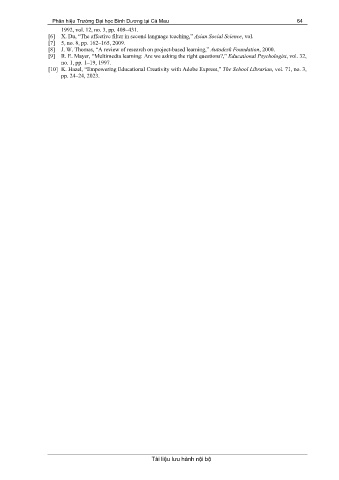 Phân hiệu Trường Đại học Bình Dương tại Cà Mau 64
1992, vol. 12, no. 3, pp. 409–431.
[6] X. Du, “The affective filter in second language teaching,” Asian Social Science, vol.
[7] 5, no. 8, pp. 162–165, 2009.
[8] J. W. Thomas, “A review of research on project-based learning,” Autodesk Foundation, 2000.
[9] R. E. Mayer, “Multimedia learning: Are we asking the right questions?,” Educational Psychologist, vol. 32,
no. 1, pp. 1–19, 1997.
[10] K. Hazel, “Empowering Educational Creativity with Adobe Express,” The School Librarian, vol. 71, no. 3,
pp. 24–24, 2023.
Tài liệu lưu hành nội bộ